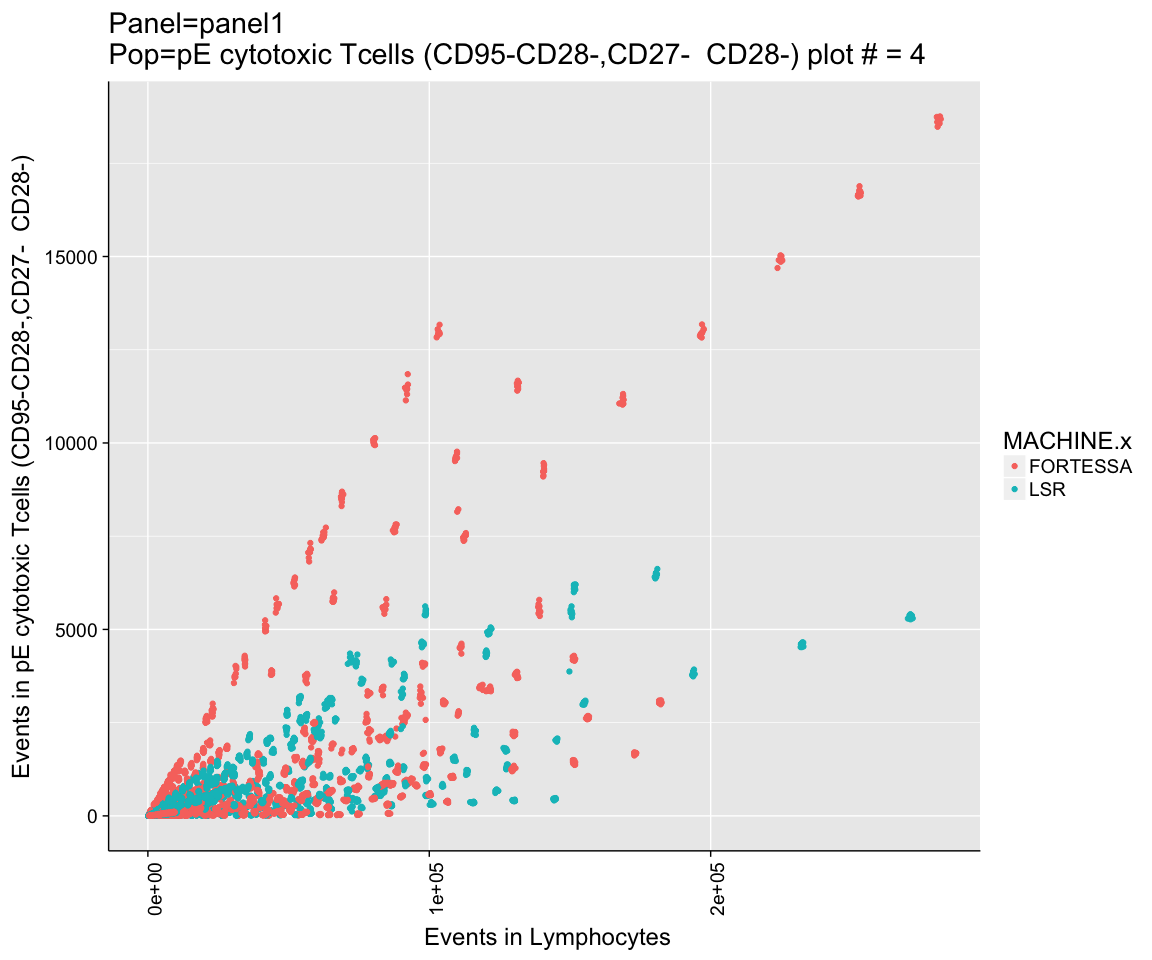 Panel=panel1
Pop=pE cytotoxic Tcells (CD95-CD28-,CD27-  CD28-) plot # = 4
Events in pE cytotoxic Tcells (CD95-CD28-,CD27-  CD28-)
15000
10000
5000
0
0e+00
1e+05
2e+05
Events in Lymphocytes
MACHINE.x
FORTESSA
LSR